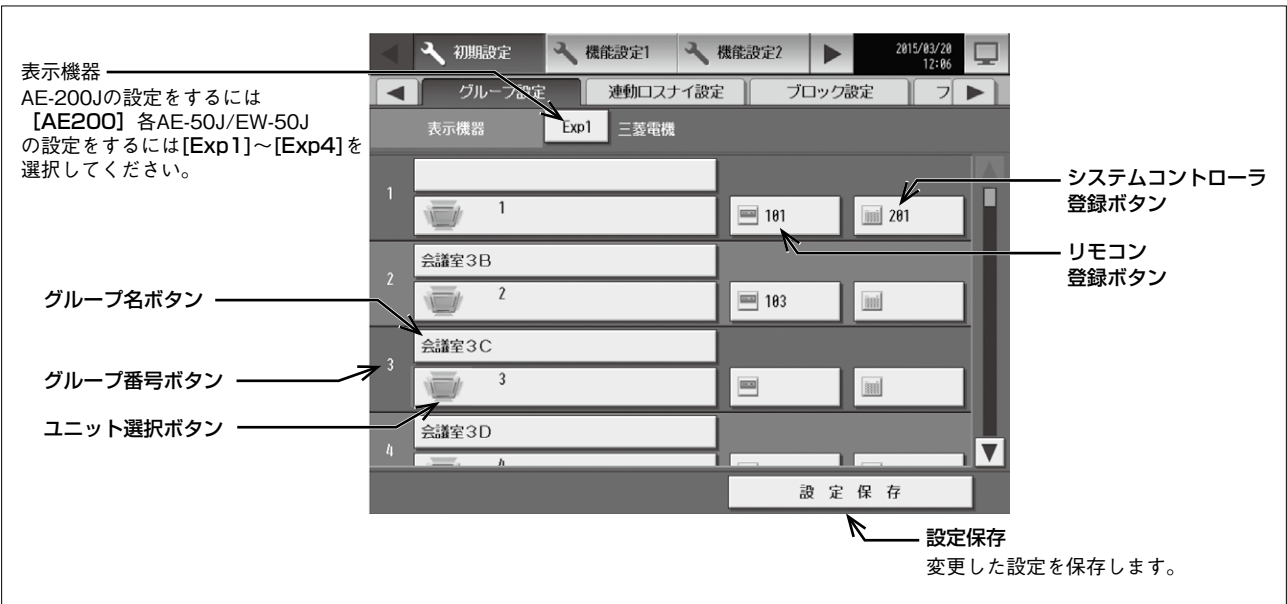 初期設定
機能設定1
機能設定2
2015/03/20
12:06
表示機器
AE-200Jの設定をするには
[AE200] 各AE-50J/EW-50J
の設定をするには[Exp1]～[Exp4]を
選択してください。
グループ設定
連動ロスナイ設定
ブロック設定
フ
表示機器
Exp1
三菱電機
1
1
101
201
システムコントローラ
登録ボタン
リモコン
登録ボタン
2
会議室3B
2
103
グループ名ボタン
会議室3C
3
3
グループ番号ボタン
ユニット選択ボタン
会議室3D
4
4
設定保存
設定保存
変更した設定を保存します。